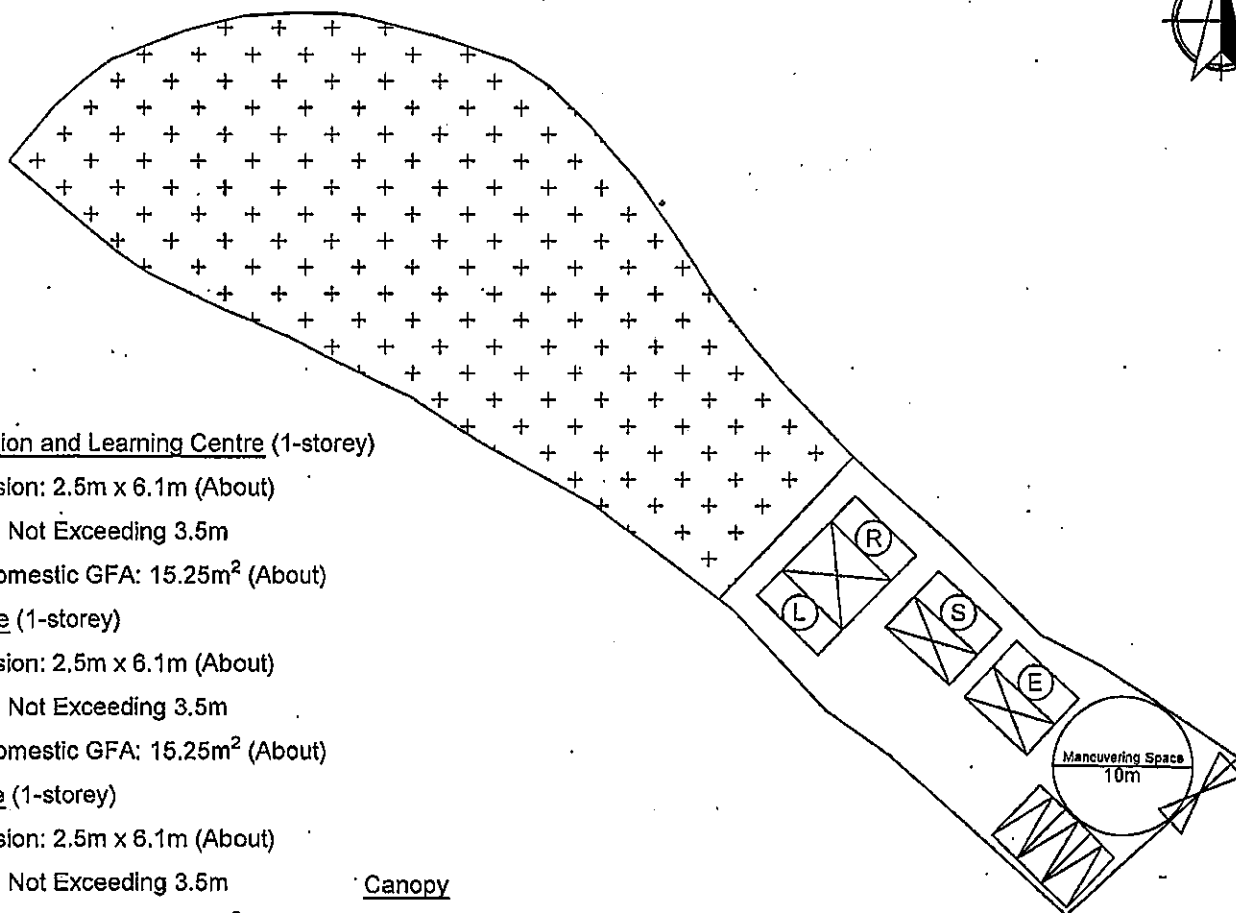 R
L
S
E
Maneuvering Space
10m
ion and Learning Centre (1-storey)
sion: 2.5m x 6.1m (About)
Not Exceeding 3.5m
omestic GFA: 15.25m² (About)
e (1-storey)
sion: 2.5m x 6.1m (About)
Not Exceeding 3.5m
omestic GFA: 15.25m² (About)
e (1-storey)
sion: 2.5m x 6.1m (About)
Not Exceeding 3.5m
Canopy